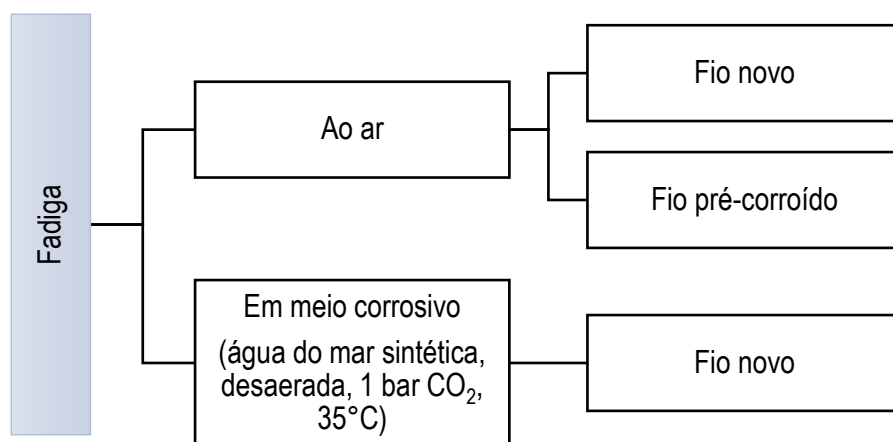 Fadiga
Ao ar
Fio novo
Fio pré-corroído
Em meio corrosivo
(água do mar sintética,
desaerada, 1 bar CO₂,
35°C)
Fio novo